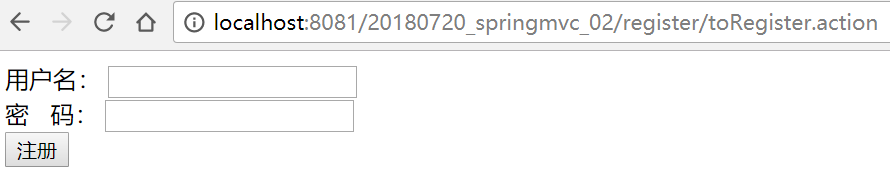 localhost:8081/20180720_springmvc_02/register/toRegister.action
用户名：
密 码：
注册